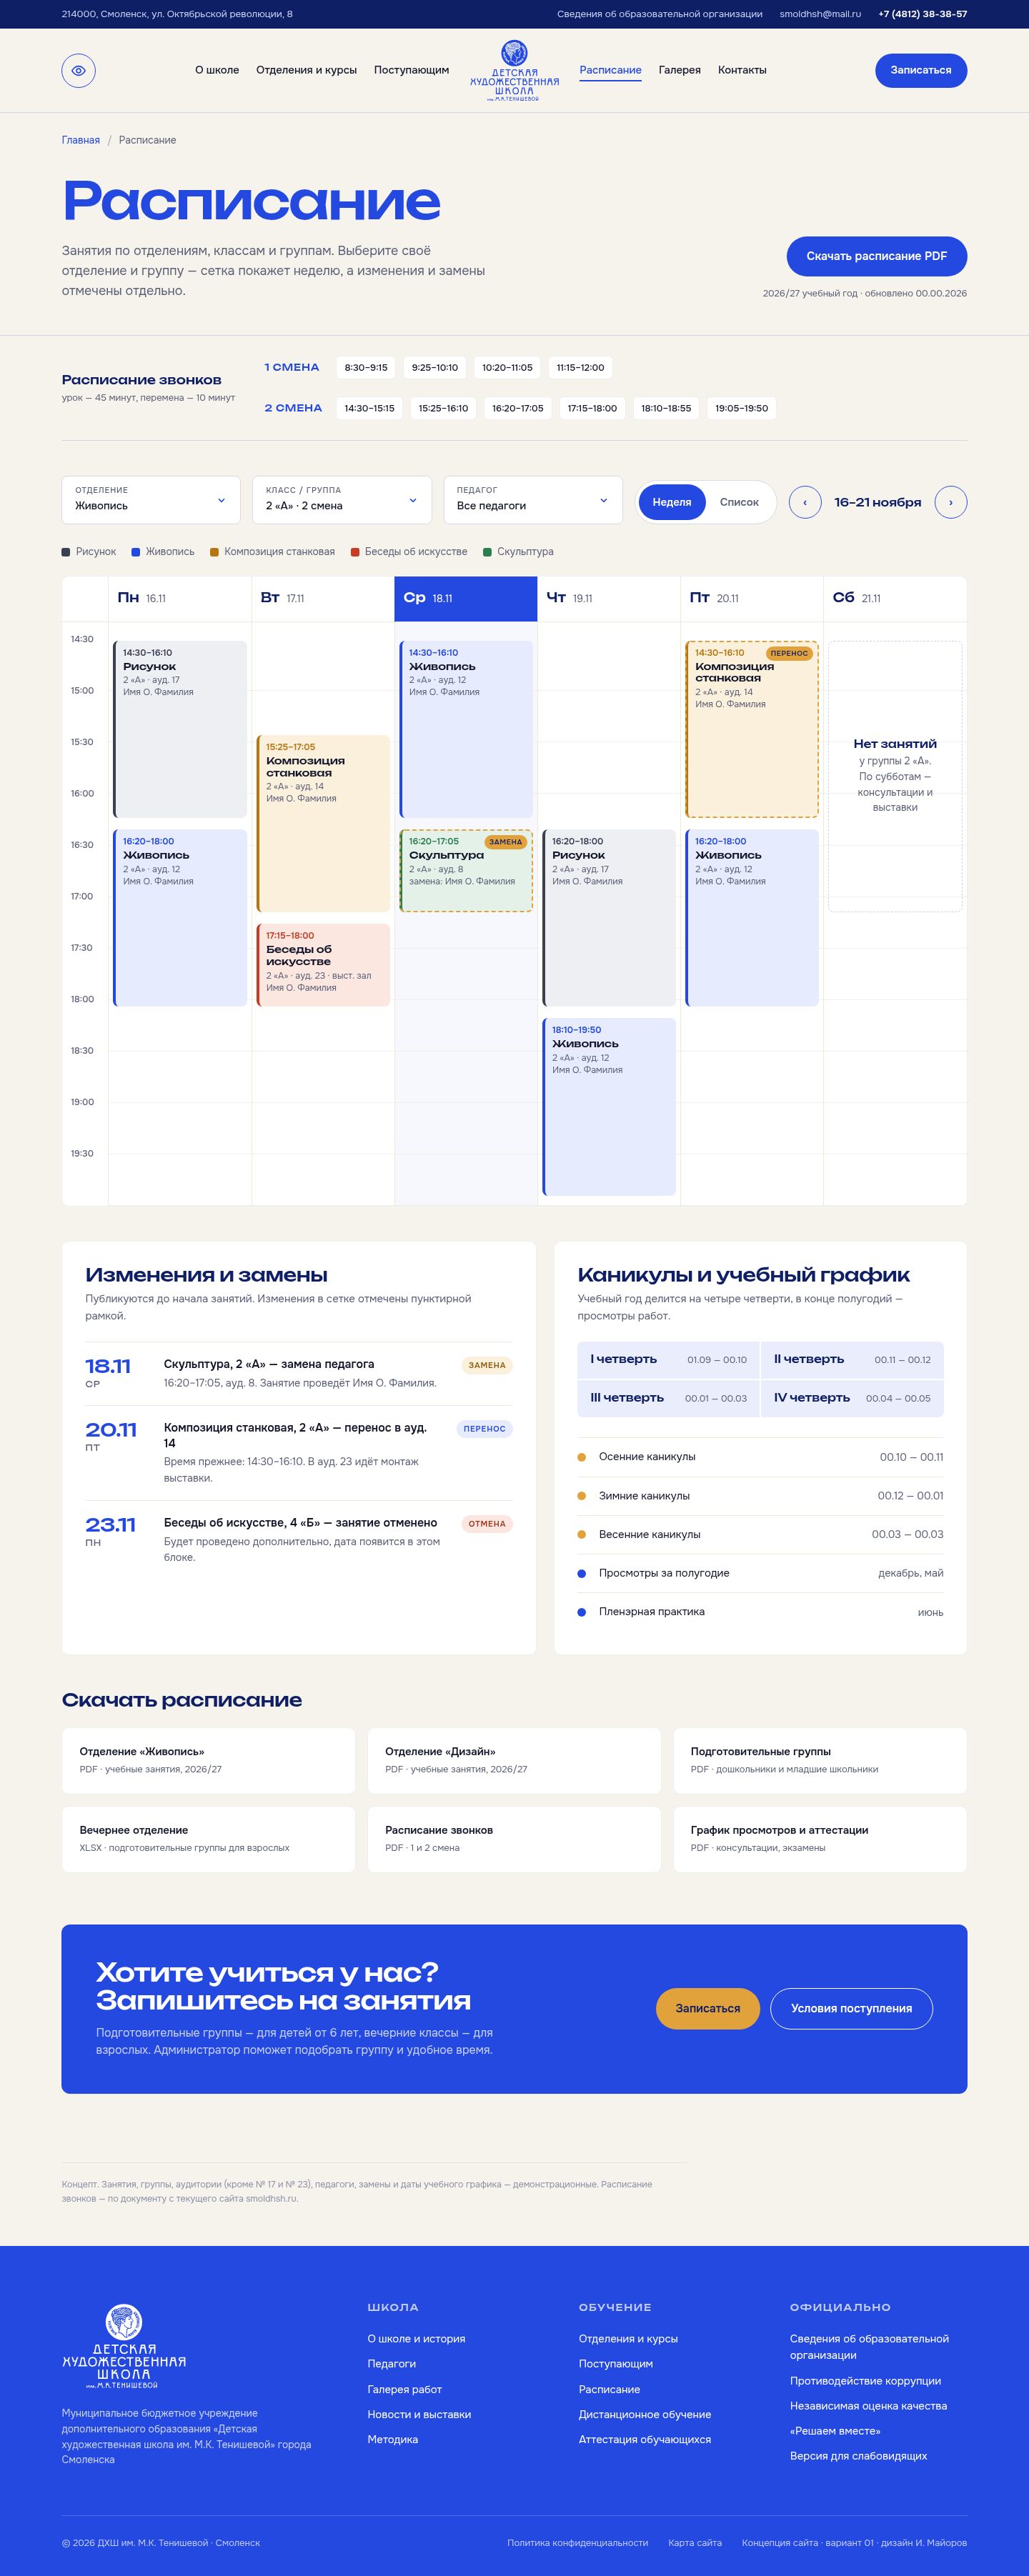 214000, Смоленск, ул. Октябрьской революции, 8
Сведения об образовательной организации smoldhsh@mail.ru +7 (4812) 38-38-57
О школе Отделения и курсы Поступающим
ДЕТСКАЯ
ХУДОЖЕСТВЕННАЯ
ШКОЛА
им. М.К.ТЕНИШЕВОЙ
Расписание Галерея Контакты
Записаться
Главная / Расписание
Расписание
Занятия по отделениям, классам и группам. Выберите своё
отделение и группу — сетка покажет неделю, а изменения и замены
отмечены отдельно.
Скачать расписание PDF
2026/27 учебный год · обновлено 00.00.2026
Расписание звонков
урок — 45 минут, перемена — 10 минут
1 СМЕНА 8:30–9:15 9:25–10:10 10:20–11:05 11:15–12:00
2 СМЕНА 14:30–15:15 15:25–16:10 16:20–17:05 17:15–18:00 18:10–18:55 19:05–19:50
ОТДЕЛЕНИЕ
Живопись
КЛАСС / ГРУППА
2 «А» · 2 смена
ПЕДАГОГ
Все педагоги
Неделя Список
‹ 16–21 ноября ›
Рисунок Живопись Композиция станковая Беседы об искусстве Скульптура
Пн 16.11 Вт 17.11 Ср 18.11 Чт 19.11 Пт 20.11 Сб 21.11
14:30
15:00
15:30
16:00
16:30
17:00
17:30
18:00
18:30
19:00
19:30
14:30–16:10
Рисунок
2 «А» · ауд. 17
Имя О. Фамилия
16:20–18:00
Живопись
2 «А» · ауд. 12
Имя О. Фамилия
15:25–17:05
Композиция
станковая
2 «А» · ауд. 14
Имя О. Фамилия
17:15–18:00
Беседы об
искусстве
2 «А» · ауд. 23 · выст. зал
Имя О. Фамилия
14:30–16:10
Живопись
2 «А» · ауд. 12
Имя О. Фамилия
16:20–17:05 ЗАМЕНА
Скульптура
2 «А» · ауд. 8
замена: Имя О. Фамилия
16:20–18:00
Рисунок
2 «А» · ауд. 17
Имя О. Фамилия
18:10–19:50
Живопись
2 «А» · ауд. 12
Имя О. Фамилия
14:30–16:10 ПЕРЕНОС
Композиция
станковая
2 «А» · ауд. 14
Имя О. Фамилия
16:20–18:00
Живопись
2 «А» · ауд. 12
Имя О. Фамилия
Нет занятий
у группы 2 «А».
По субботам —
консультации и
выставки
Изменения и замены
Публикуются до начала занятий. Изменения в сетке отмечены пунктирной
рамкой.
18.11
СР
Скульптура, 2 «А» — замена педагога
16:20–17:05, ауд. 8. Занятие проведёт Имя О. Фамилия.
ЗАМЕНА
20.11
ПТ
Композиция станковая, 2 «А» — перенос в ауд.
14
Время прежнее: 14:30–16:10. В ауд. 23 идёт монтаж
выставки.
ПЕРЕНОС
23.11
ПН
Беседы об искусстве, 4 «Б» — занятие отменено
Будет проведено дополнительно, дата появится в этом
блоке.
ОТМЕНА
Каникулы и учебный график
Учебный год делится на четыре четверти, в конце полугодий —
просмотры работ.
I четверть 01.09 — 00.10 II четверть 00.11 — 00.12
III четверть 00.01 — 00.03 IV четверть 00.04 — 00.05
Осенние каникулы 00.10 — 00.11
Зимние каникулы 00.12 — 00.01
Весенние каникулы 00.03 — 00.03
Просмотры за полугодие декабрь, май
Пленэрная практика июнь
Скачать расписание
Отделение «Живопись»
PDF · учебные занятия, 2026/27
Отделение «Дизайн»
PDF · учебные занятия, 2026/27
Подготовительные группы
PDF · дошкольники и младшие школьники
Вечернее отделение
XLSX · подготовительные группы для взрослых
Расписание звонков
PDF · 1 и 2 смена
График просмотров и аттестации
PDF · консультации, экзамены
Хотите учиться у нас?
Запишитесь на занятия
Подготовительные группы — для детей от 6 лет, вечерние классы — для
взрослых. Администратор поможет подобрать группу и удобное время.
Записаться Условия поступления
Концепт. Занятия, группы, аудитории (кроме № 17 и № 23), педагоги, замены и даты учебного графика — демонстрационные. Расписание
звонков — по документу с текущего сайта smoldhsh.ru.
ДЕТСКАЯ
ХУДОЖЕСТВЕННАЯ
ШКОЛА
им. М.К.ТЕНИШЕВОЙ
Муниципальное бюджетное учреждение
дополнительного образования «Детская
художественная школа им. М.К. Тенишевой» города
Смоленска
ШКОЛА
О школе и история
Педагоги
Галерея работ
Новости и выставки
Методика
ОБУЧЕНИЕ
Отделения и курсы
Поступающим
Расписание
Дистанционное обучение
Аттестация обучающихся
ОФИЦИАЛЬНО
Сведения об образовательной
организации
Противодействие коррупции
Независимая оценка качества
«Решаем вместе»
Версия для слабовидящих
© 2026 ДХШ им. М.К. Тенишевой · Смоленск
Политика конфиденциальности Карта сайта Концепция сайта · вариант 01 · дизайн И. Майоров